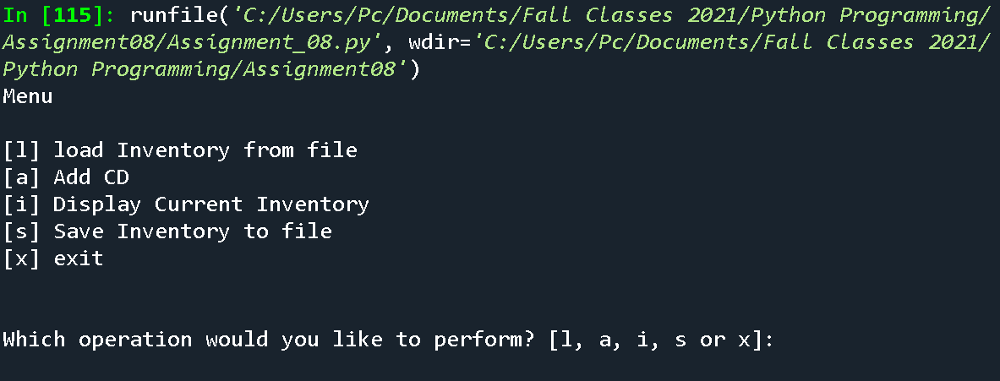 In [115]: runfile('C:/Users/Pc/Documents/Fall Classes 2021/Python Programming/
Assignment08/Assignment_08.py', wdir='C:/Users/Pc/Documents/Fall Classes 2021/
Python Programming/Assignment08')
Menu
[l] load Inventory from file
[a] Add CD
[i] Display Current Inventory
[s] Save Inventory to file
[x] exit
Which operation would you like to perform? [l, a, i, s or x]: